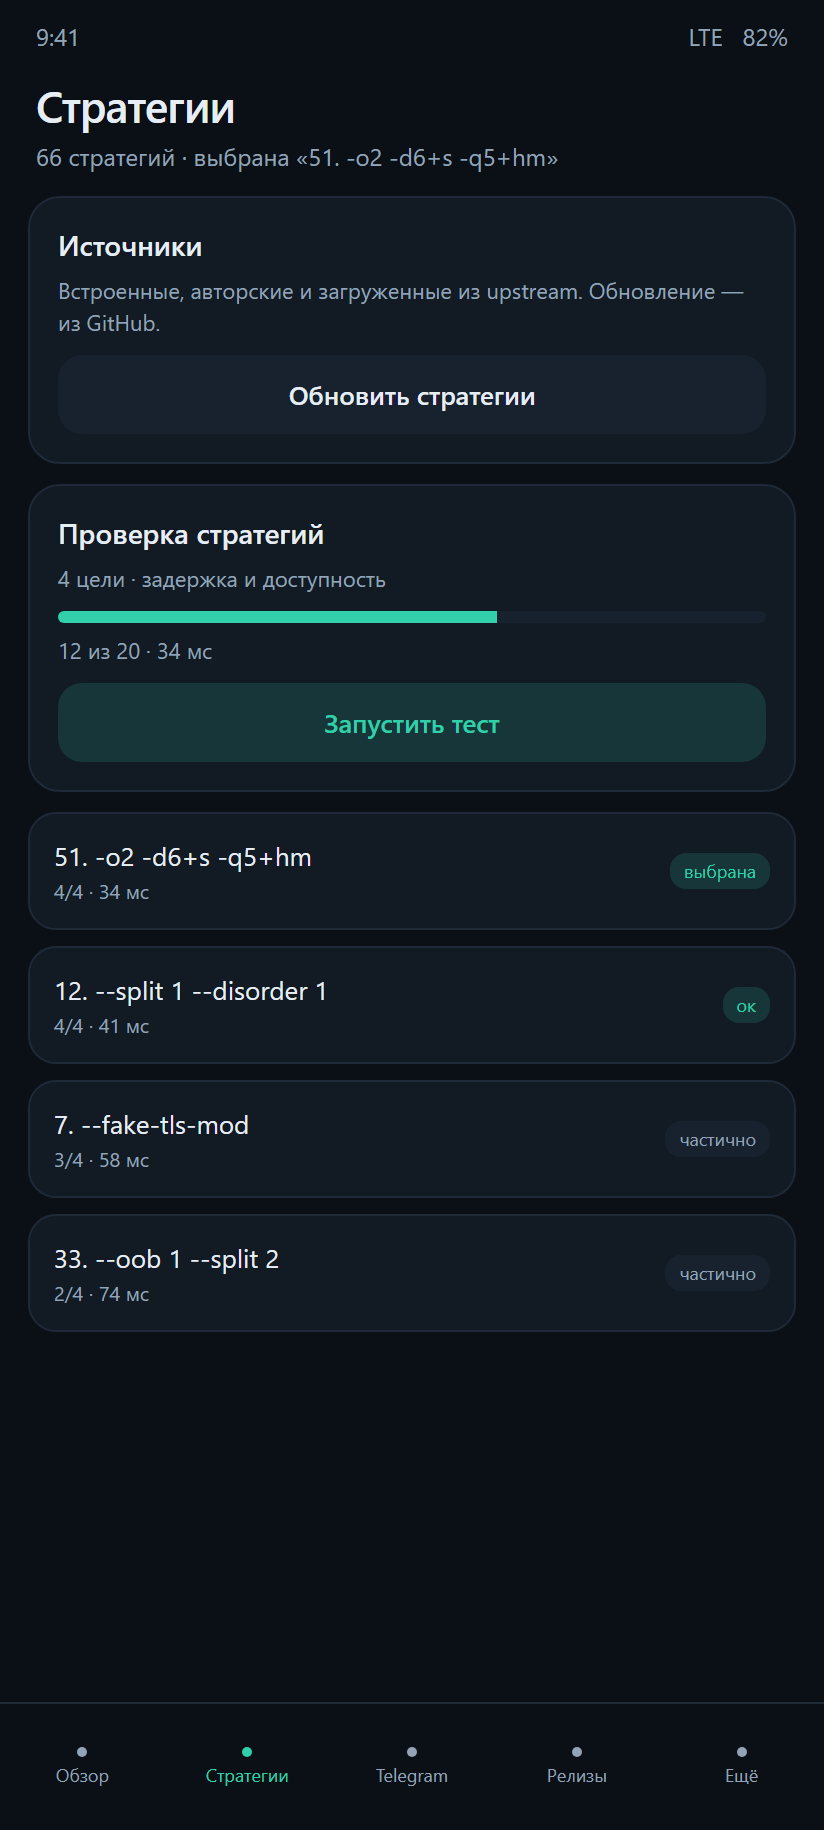 9:41 LTE 82%
Стратегии
66 стратегий · выбрана «51. -o2 -d6+s -q5+hm»
Источники
Встроенные, авторские и загруженные из upstream. Обновление —
из GitHub.
Обновить стратегии
Проверка стратегий
4 цели · задержка и доступность
12 из 20 · 34 мс
Запустить тест
51. -o2 -d6+s -q5+hm
4/4 · 34 мс
выбрана
12. --split 1 --disorder 1
4/4 · 41 мс
ок
7. --fake-tls-mod
3/4 · 58 мс
частично
33. --oob 1 --split 2
2/4 · 74 мс
частично
Обзор Стратегии Telegram Релизы Ещё